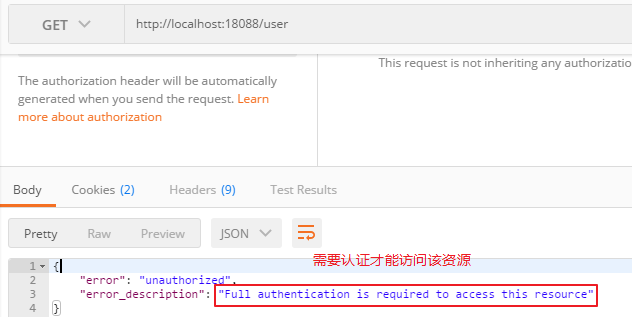 GET http://localhost:18088/user
The authorization header will be automatically
generated when you send the request. Learn
more about authorization
This request is not inheriting any authorizatio
Body Cookies (2) Headers (9) Test Results
Pretty Raw Preview JSON
需要认证才能访问该资源
1 {
2 "error": "unauthorized",
3 "error_description": "Full authentication is required to access this resource"
4 }